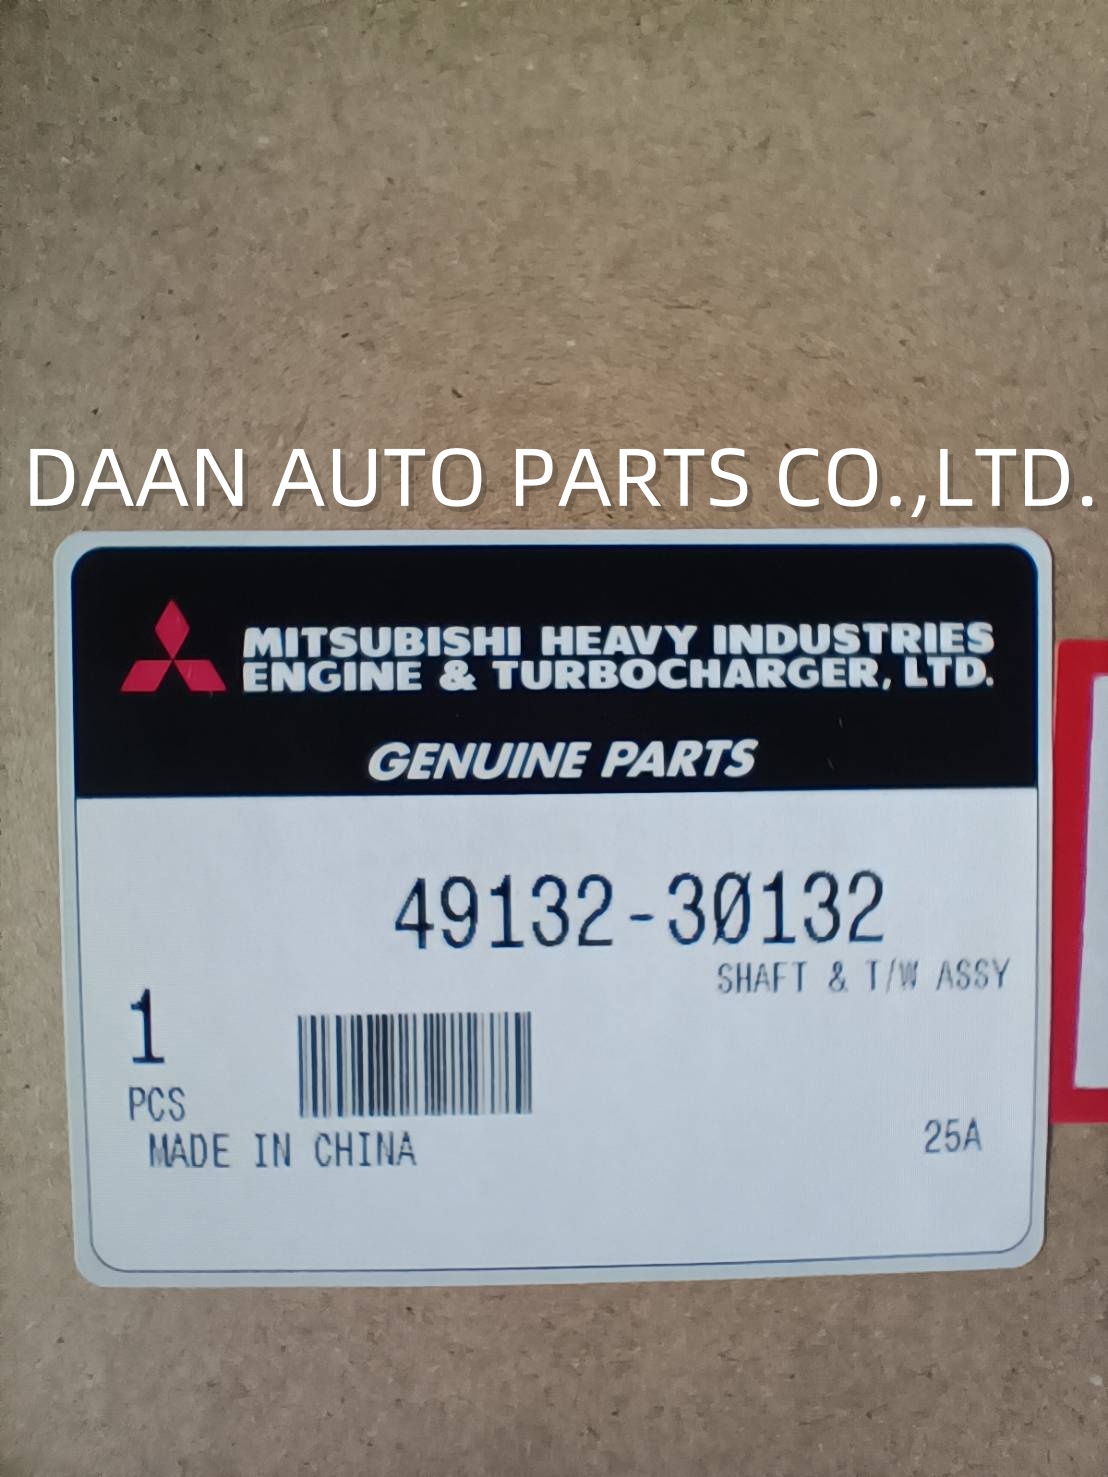 DAAN AUTO PARTS CO.,LTD.
MITSUBISHI HEAVY INDUSTRIES
ENGINE & TURBOCHARGER, LTD.
GENUINE PARTS
49132-30132
SHAFT & T/W ASSY
1
PCS
MADE IN CHINA
25A